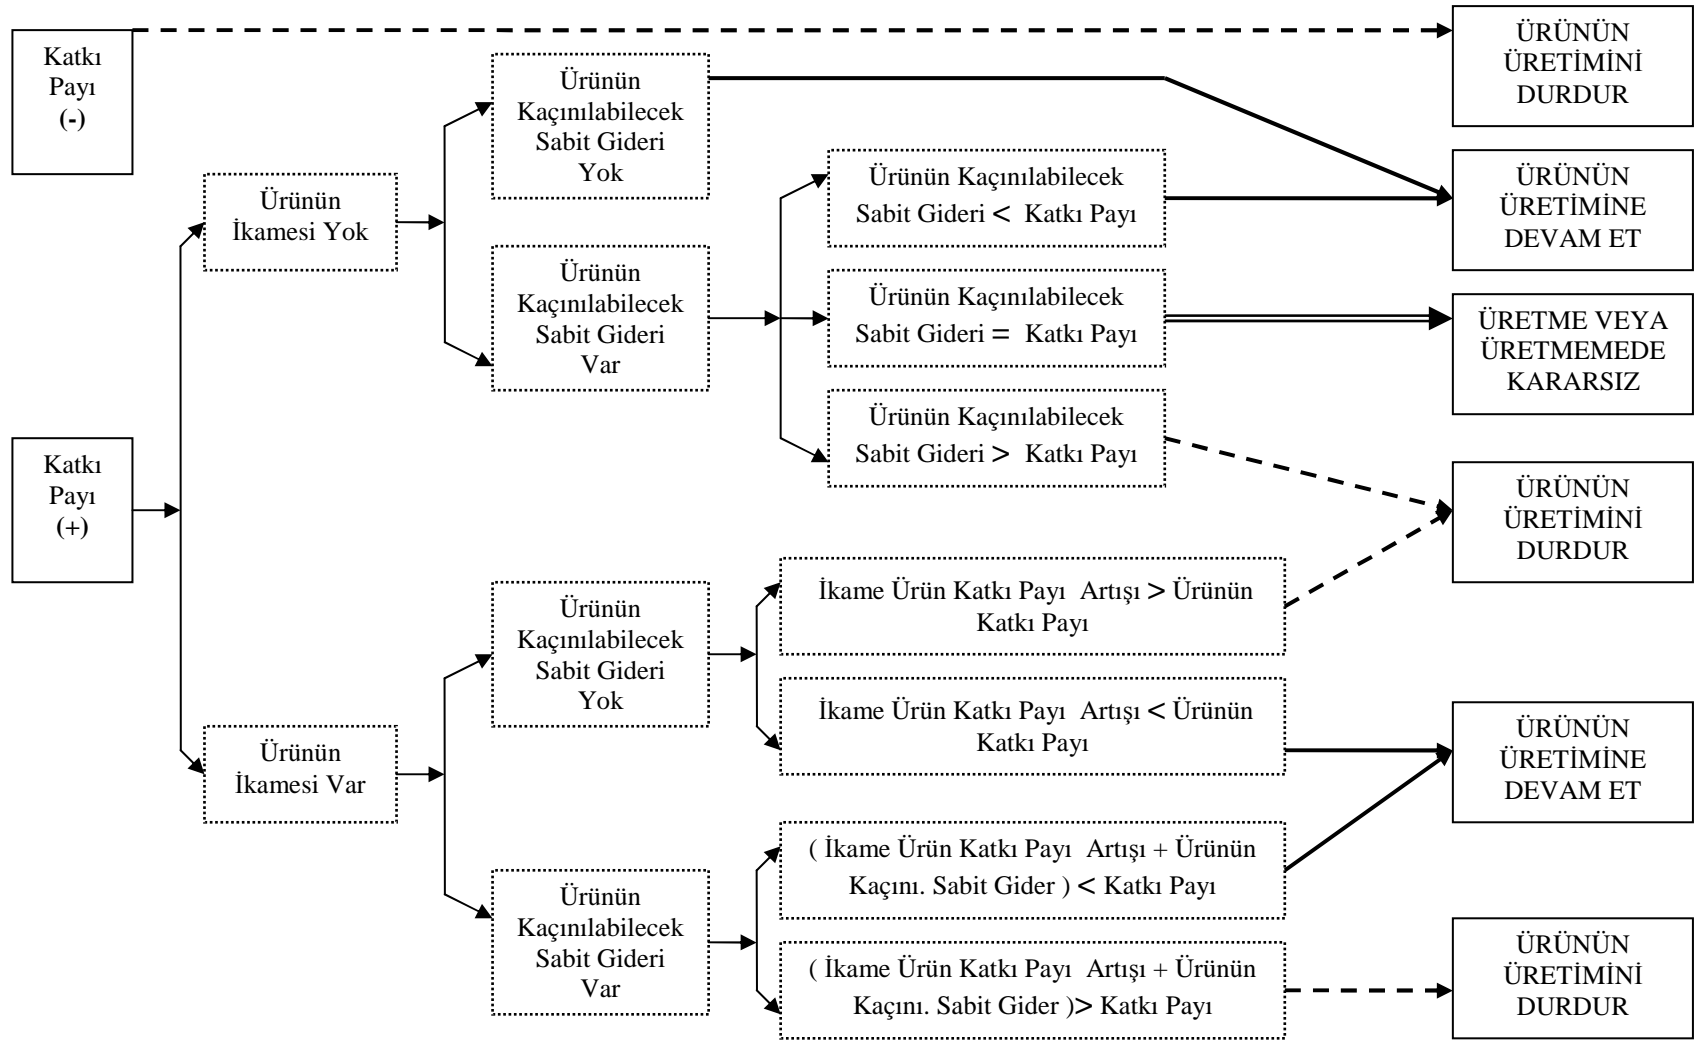 Katkı
Payı
(-)
Ürünün
Kaçınılabilecek
Sabit Gideri
Yok
ÜRÜNÜN
ÜRETİMİNİ
DURDUR
Ürünün
İkamesi Yok
Ürünün Kaçınılabilecek
Sabit Gideri < Katkı Payı
ÜRÜNÜN
ÜRETİMİNE
DEVAM ET
Ürünün
Kaçınılabilecek
Sabit Gideri
Var
Ürünün Kaçınılabilecek
Sabit Gideri = Katkı Payı
ÜRETME VEYA
ÜRETMEMEDE
KARARSIZ
Ürünün Kaçınılabilecek
Sabit Gideri > Katkı Payı
Katkı
Payı
(+)
ÜRÜNÜN
ÜRETİMİNİ
DURDUR
Ürünün
Kaçınılabilecek
Sabit Gideri
Yok
İkame Ürün Katkı Payı Artışı > Ürünün
Katkı Payı
İkame Ürün Katkı Payı Artışı < Ürünün
Katkı Payı
Ürünün
İkamesi Var
ÜRÜNÜN
ÜRETİMİNE
DEVAM ET
( İkame Ürün Katkı Payı Artışı + Ürünün
Kaçını. Sabit Gider ) < Katkı Payı
Ürünün
Kaçınılabilecek
Sabit Gideri
Var
( İkame Ürün Katkı Payı Artışı + Ürünün
Kaçını. Sabit Gider )> Katkı Payı
ÜRÜNÜN
ÜRETİMİNİ
DURDUR